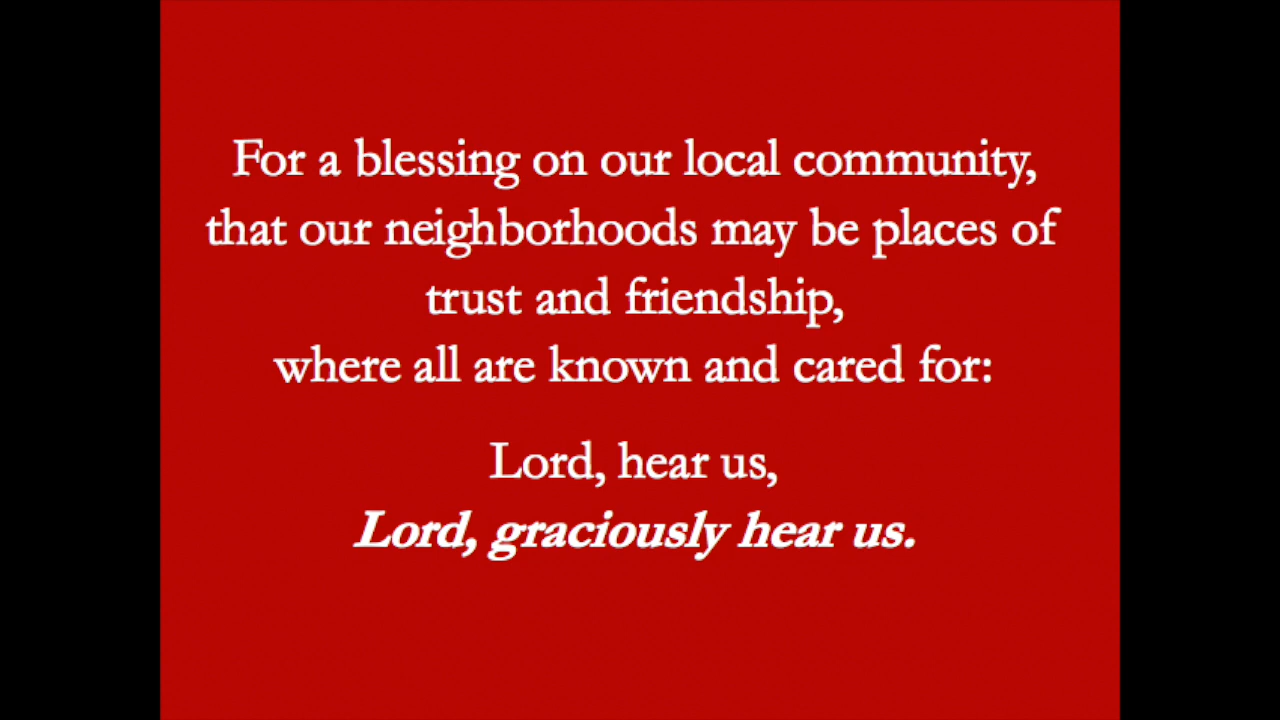 For a blessing on our local community,
that our neighborhoods may be places of
trust and friendship,
where all are known and cared for:
Lord, hear us,
Lord, graciously hear us.